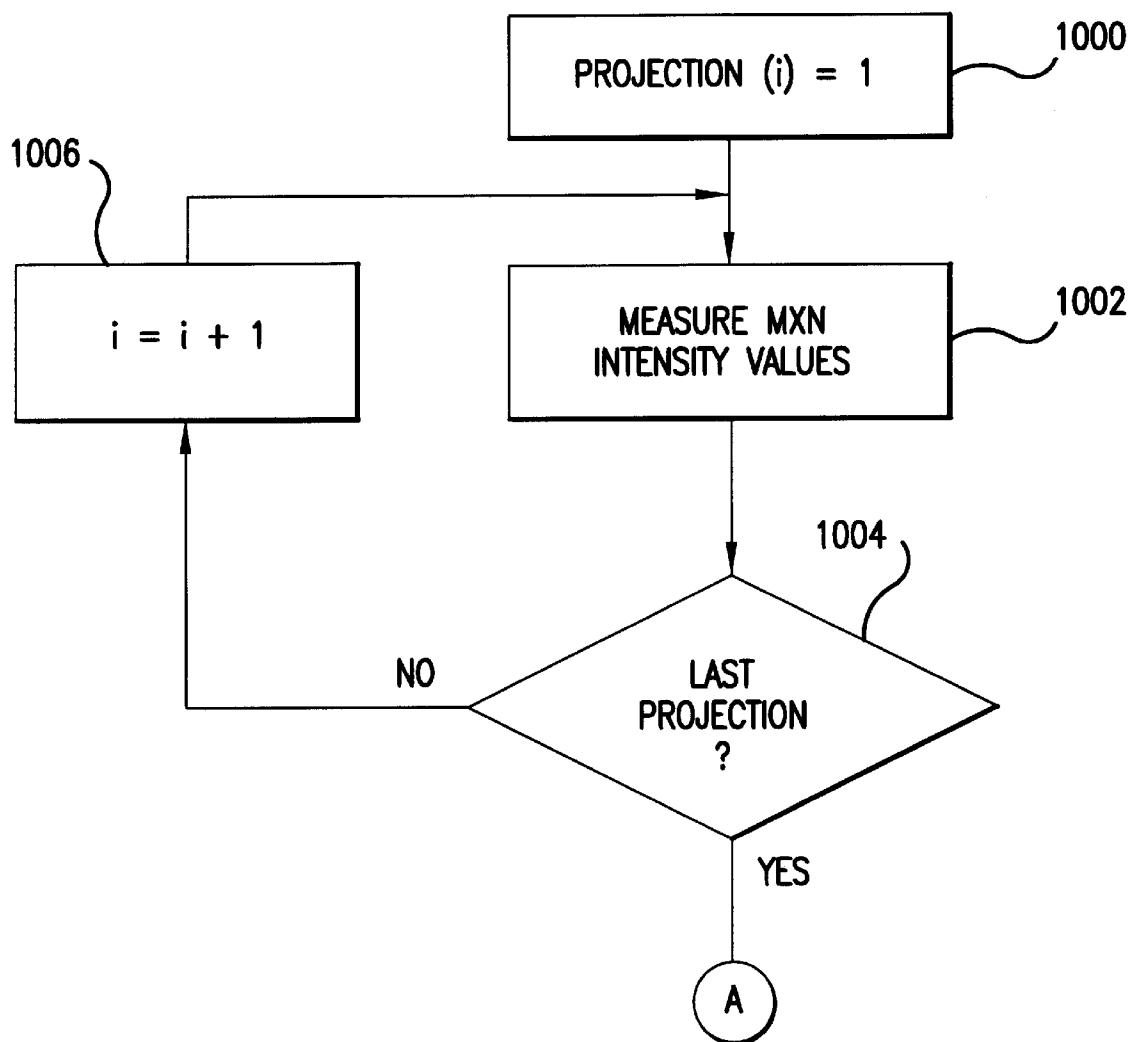 PROJECTION (i) = 1
1000
1006
i = i + 1
MEASURE MXN
INTENSITY VALUES
1002
1004
NO
LAST
PROJECTION
?
YES
A